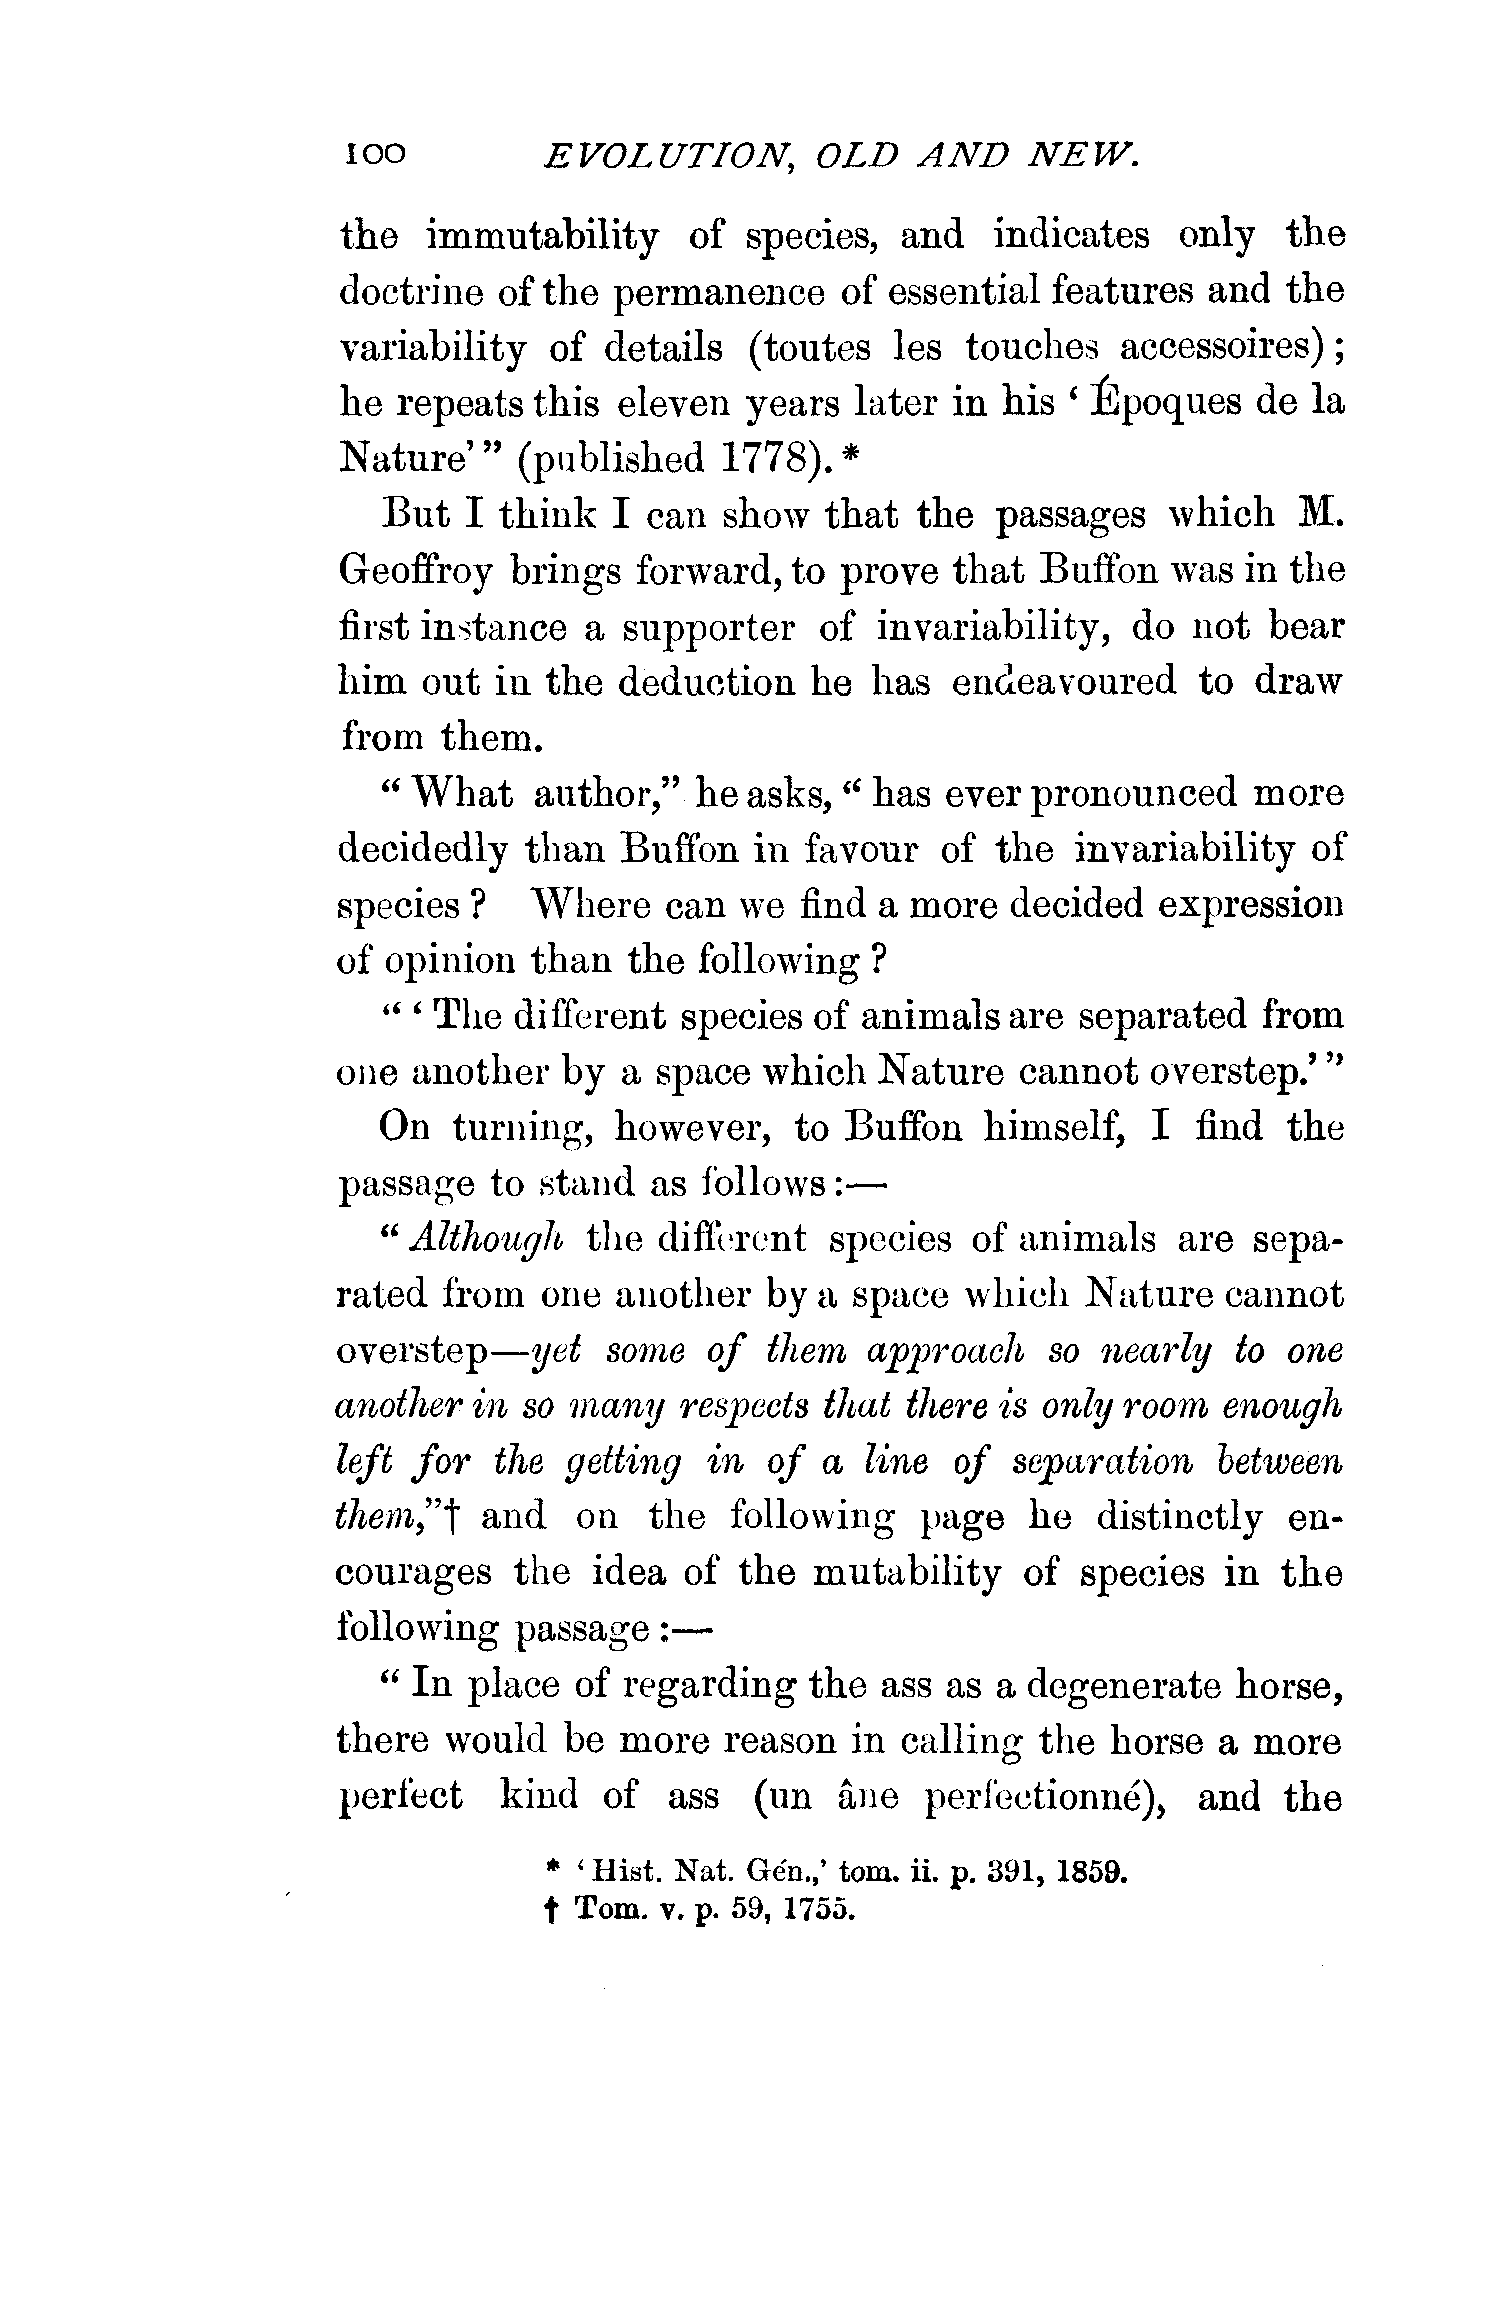 100 EVOLUTION, OLD AND NEW.
the immutability of species, and indicates only the
doctrine of the permanence of essential features and the
variability of details (toutes les touches accessoires);
he repeats this eleven years later in his ‘Époques de la
Nature’” (published 1778).*
But I think I can show that the passages which M.
Geoffroy brings forward, to prove that Buffon was in the
first instance a supporter of invariability, do not bear
him out in the deduction he has endeavoured to draw
from them.
“What author,” he asks, “has ever pronounced more
decidedly than Buffon in favour of the invariability of
species? Where can we find a more decided expression
of opinion than the following?
“‘The different species of animals are separated from
one another by a space which Nature cannot overstep.’”
On turning, however, to Buffon himself, I find the
passage to stand as follows:—
“Although the different species of animals are sepa-
rated from one another by a space which Nature cannot
overstep—yet some of them approach so nearly to one
another in so many respects that there is only room enough
left for the getting in of a line of separation between
them,”† and on the following page he distinctly en-
courages the idea of the mutability of species in the
following passage:—
“In place of regarding the ass as a degenerate horse,
there would be more reason in calling the horse a more
perfect kind of ass (un âne perfectionné), and the
* ‘Hist. Nat. Gén.,’ tom. ii. p. 391, 1859.
† Tom. v. p. 59, 1755.